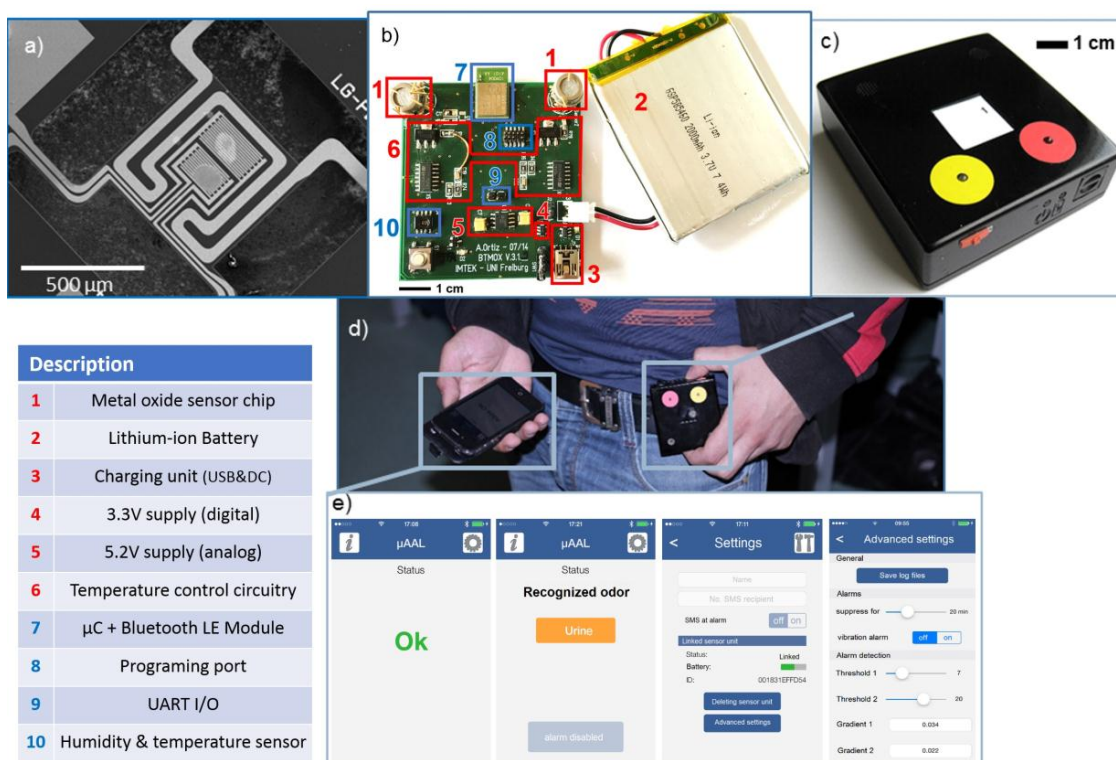 a)
LG-
500 µm
b)
1
7
1
2
6
8
9
10
5
4
3
69P385460 2000mAh 3.7V 7.4Wh
Li-ion
A.Ortiz - 07/14
BTMOX V.3.1
IMTEK - UNI Freiburg
1 cm
c)
1 cm
d)
Description
1 Metal oxide sensor chip
2 Lithium-ion Battery
3 Charging unit (USB&DC)
4 3.3V supply (digital)
5 5.2V supply (analog)
6 Temperature control circuitry
7 µC + Bluetooth LE Module
8 Programing port
9 UART I/O
10 Humidity & temperature sensor
e)
17:08
i µAAL
Status
Ok
17:21
i µAAL
Status
Recognized odor
Urine
alarm disabled
17:11
< Settings
Name
No. SMS recipient
SMS at alarm off on
Linked sensor unit
Status: Linked
Battery:
ID: 001831EFFD54
Deleting sensor unit
Advanced settings
09:55
< Advanced settings
General
Save log files
Alarms
suppress for 20 min
vibration alarm off on
Alarm detection
Threshold 1 7
Threshold 2 20
Gradient 1 0.034
Gradient 2 0.022